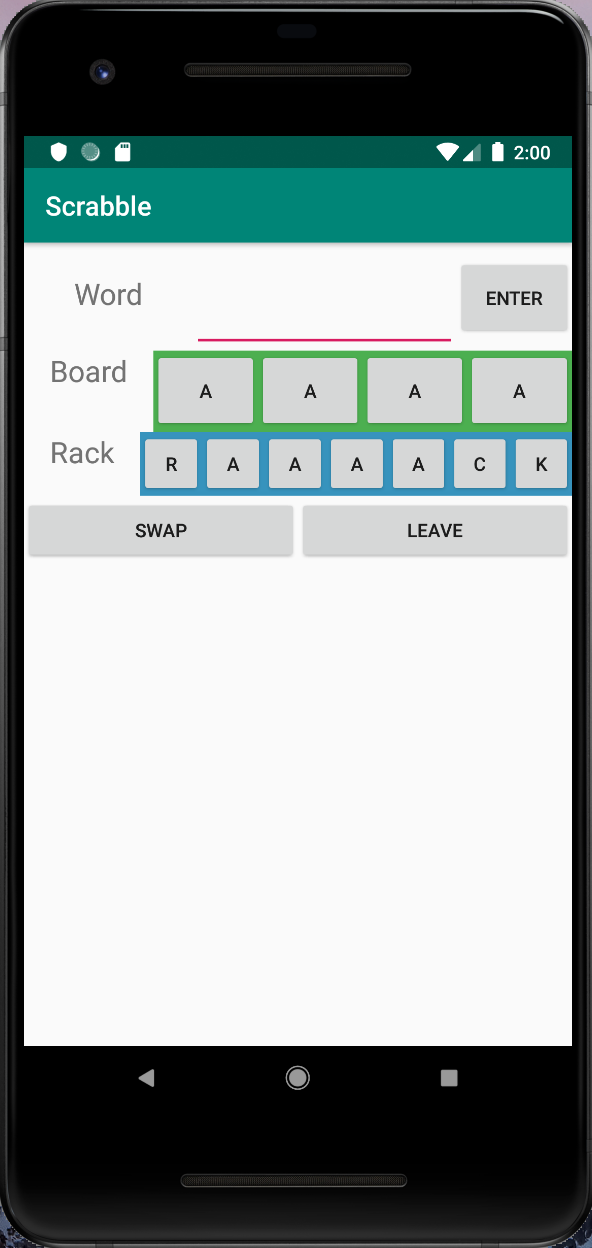 2:00
Scrabble
Word ENTER
Board A A A A
Rack R A A A A C K
SWAP LEAVE